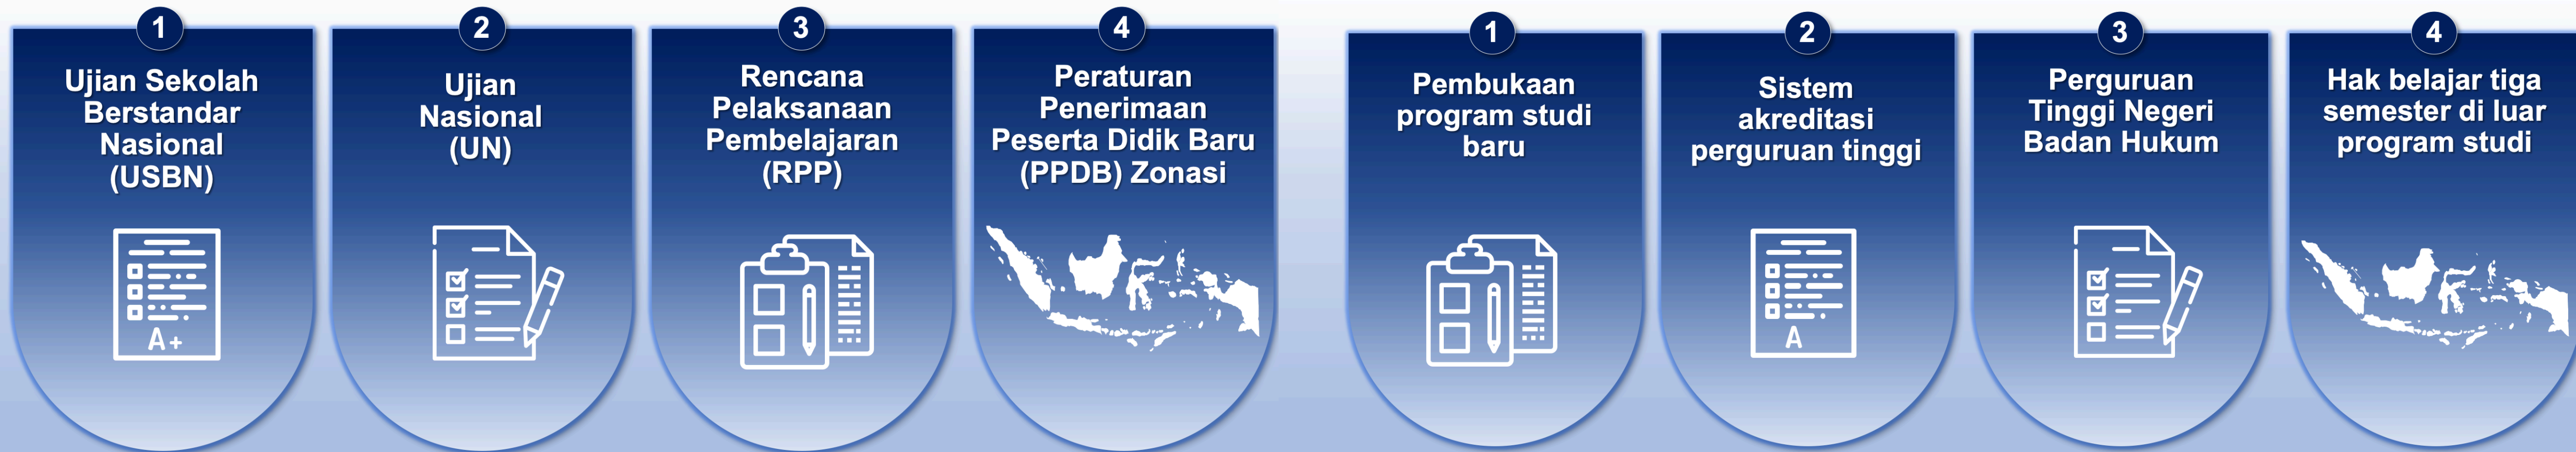 1
Ujian Sekolah
Berstandar
Nasional
(USBN)
A+
2
Ujian
Nasional
(UN)
3
Rencana
Pelaksanaan
Pembelajaran
(RPP)
4
Peraturan
Penerimaan
Peserta Didik Baru
(PPDB) Zonasi
1
Pembukaan
program studi
baru
2
Sistem
akreditasi
perguruan tinggi
A
3
Perguruan
Tinggi Negeri
Badan Hukum
4
Hak belajar tiga
semester di luar
program studi